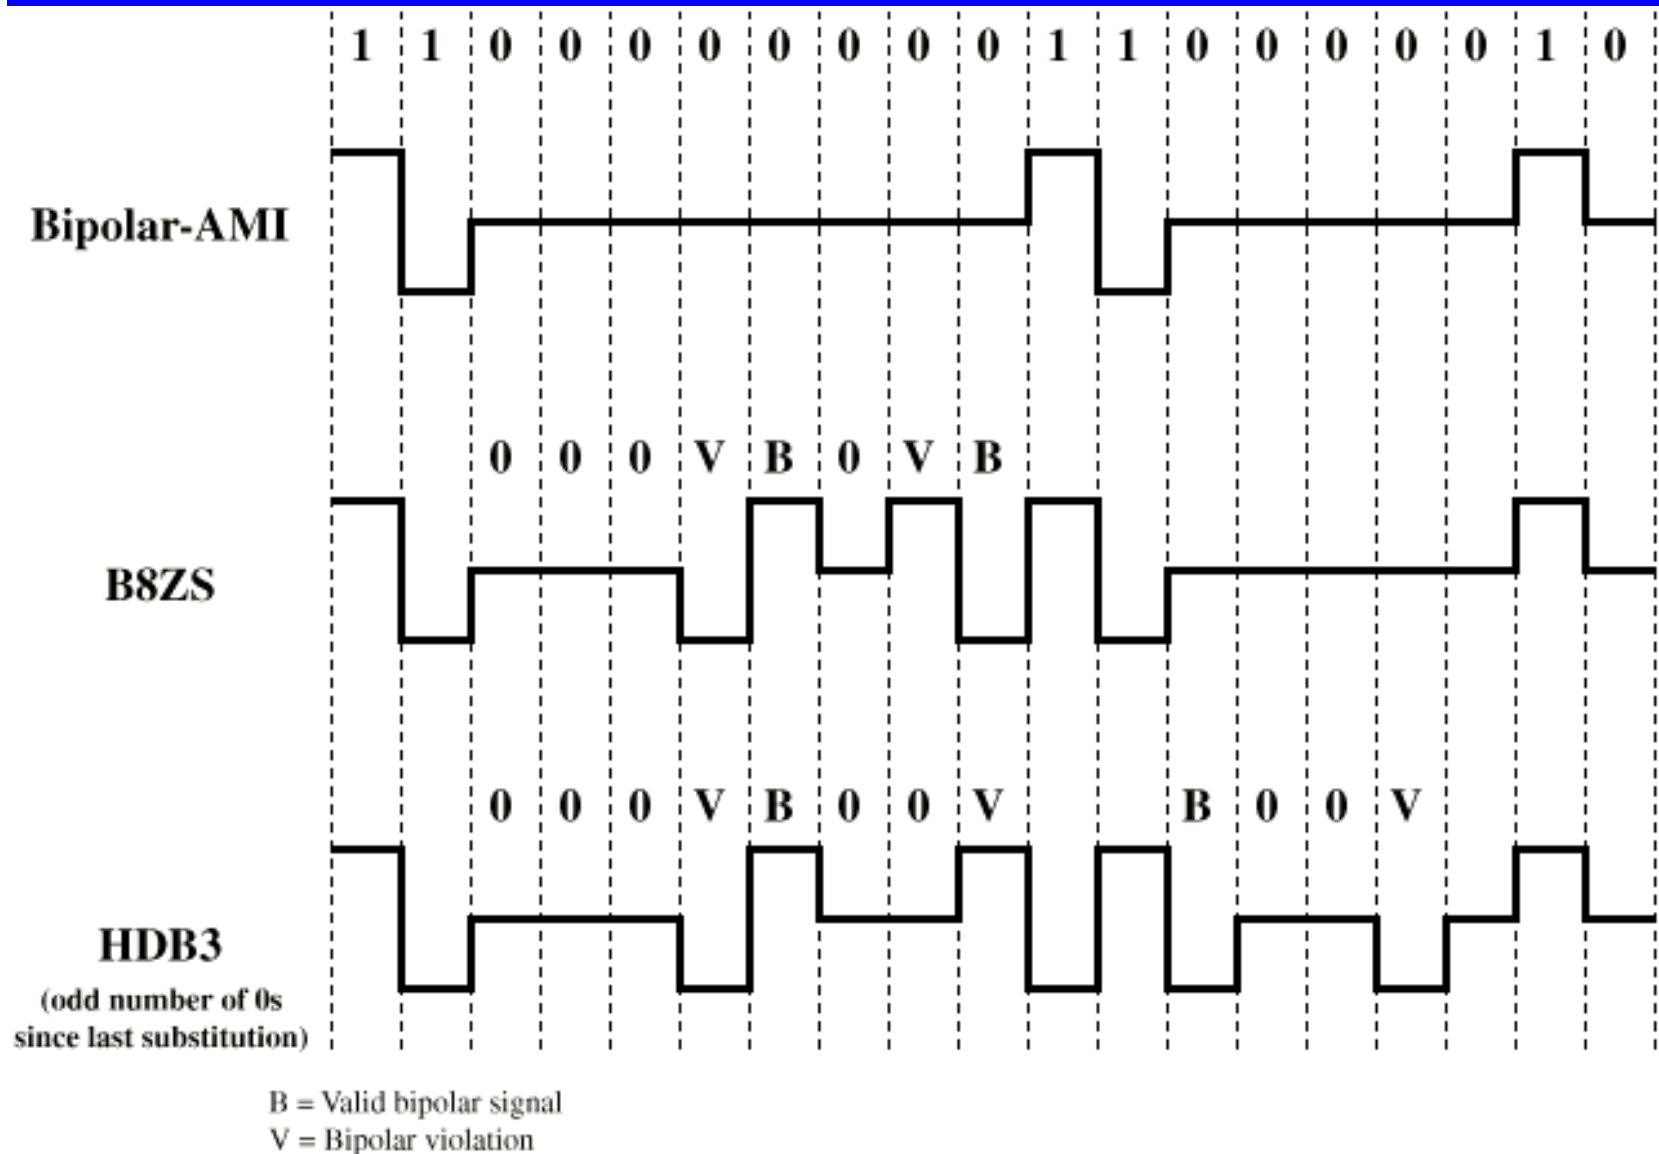 1 1 0 0 0 0 0 0 0 0 1 1 0 0 0 0 0 1 0
Bipolar-AMI
0 0 0 V B 0 V B
B8ZS
0 0 0 V B 0 0 V B 0 0 V
HDB3
(odd number of 0s
since last substitution)
B = Valid bipolar signal
V = Bipolar violation